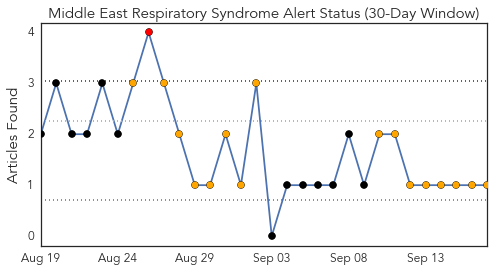 Middle East Respiratory Syndrome Alert Status (30-Day Window)
Articles Found
4
3
2
1
0
Aug 19 Aug 24 Aug 29 Sep 03 Sep 08 Sep 13